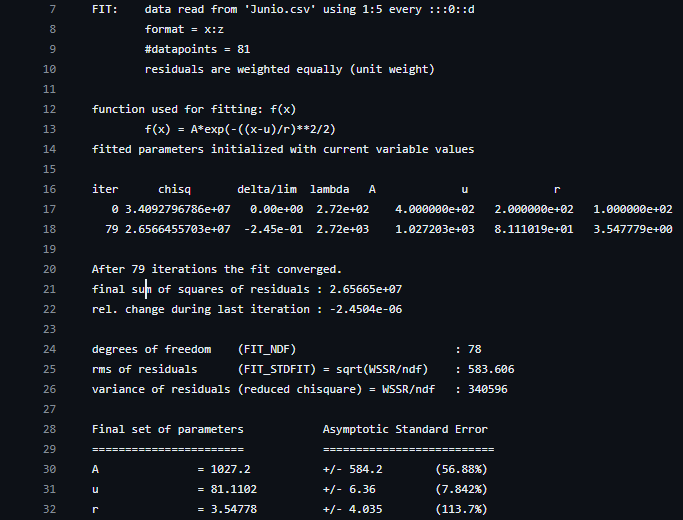 7 FIT:    data read from 'Junio.csv' using 1:5 every :::0::d
8         format = x:z
9         #datapoints = 81
10         residuals are weighted equally (unit weight)
11
12 function used for fitting: f(x)
13         f(x) = A*exp(-((x-u)/r)**2/2)
14 fitted parameters initialized with current variable values
15
16 iter      chisq       delta/lim  lambda   A             u             r
17    0 3.4092796786e+07   0.00e+00  2.72e+02    4.000000e+02   2.000000e+02   1.000000e+02
18   79 2.6566455703e+07  -2.45e-01  2.72e+03    1.027203e+03   8.111019e+01   3.547779e+00
19
20 After 79 iterations the fit converged.
21 final sum of squares of residuals : 2.65665e+07
22 rel. change during last iteration : -2.4504e-06
23
24 degrees of freedom    (FIT_NDF)                        : 78
25 rms of residuals      (FIT_STDFIT) = sqrt(WSSR/ndf)    : 583.606
26 variance of residuals (reduced chisquare) = WSSR/ndf   : 340596
27
28 Final set of parameters            Asymptotic Standard Error
29 =======================            ==========================
30 A               = 1027.2           +/- 584.2        (56.88%)
31 u               = 81.1102          +/- 6.36         (7.842%)
32 r               = 3.54778          +/- 4.035        (113.7%)